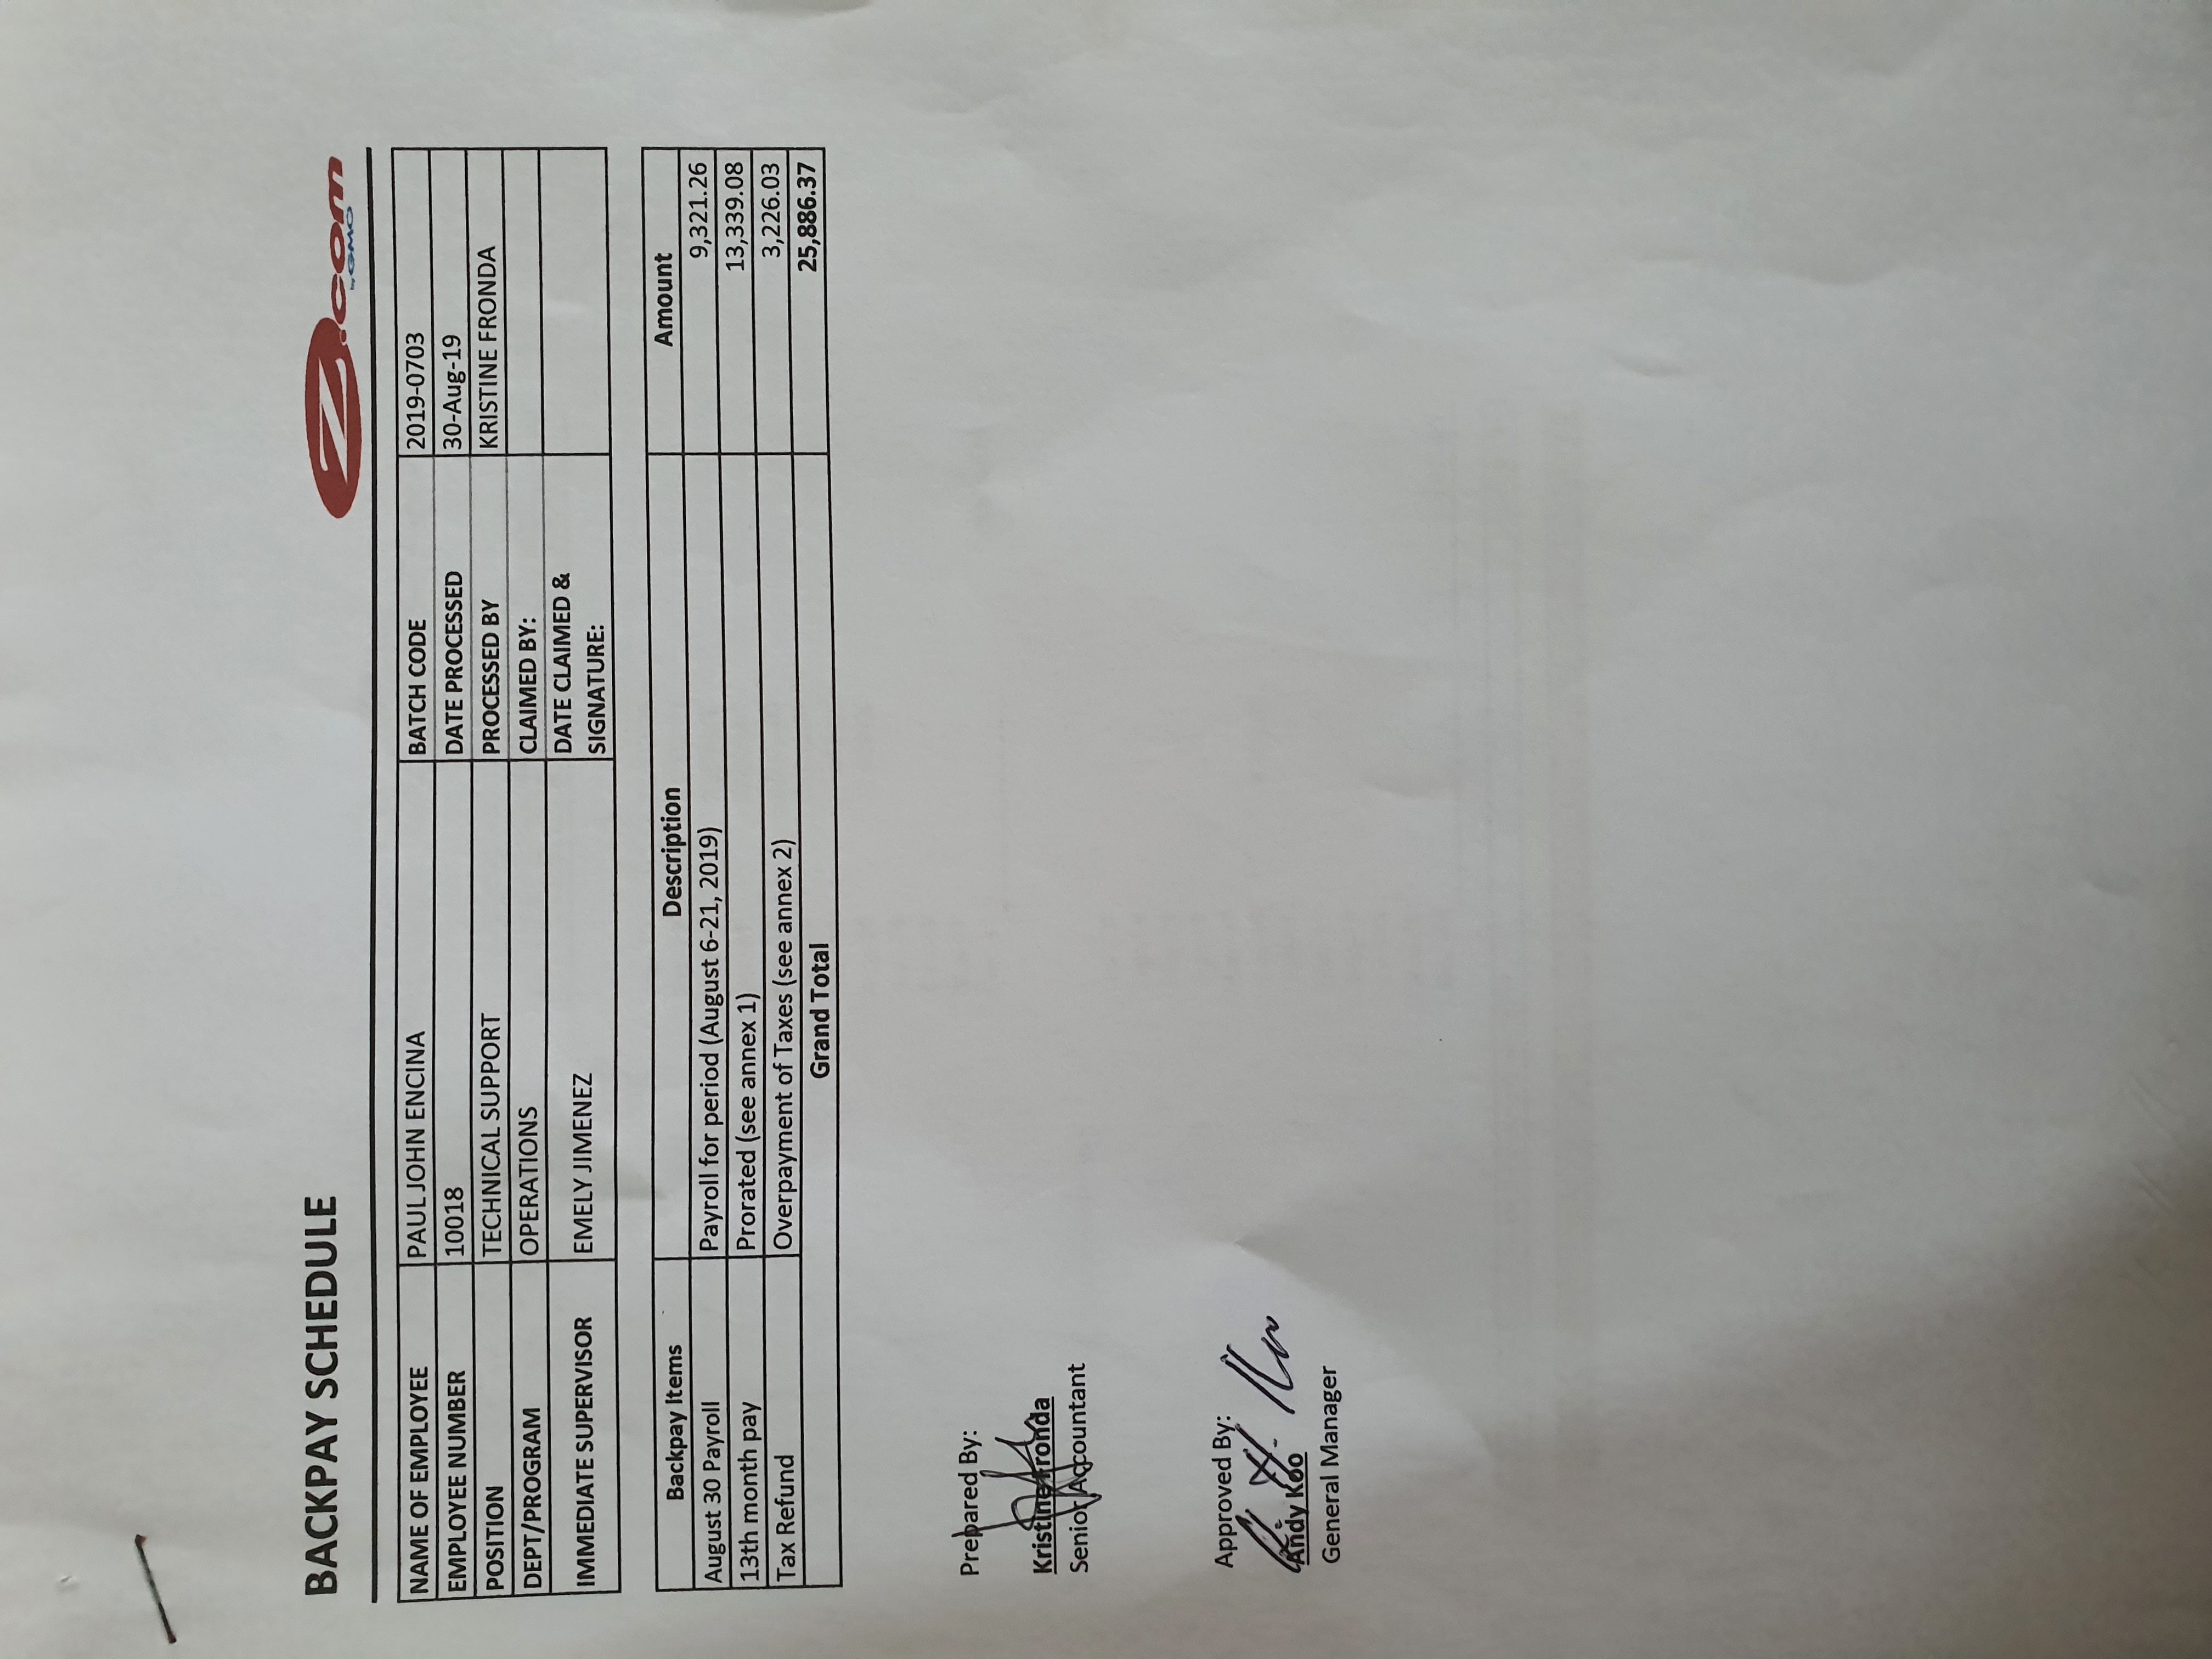 BACKPAY SCHEDULE
Z.com
by GMO
NAME OF EMPLOYEE PAUL JOHN ENCINA BATCH CODE 2019-0703
EMPLOYEE NUMBER 10018 DATE PROCESSED 30-Aug-19
POSITION TECHNICAL SUPPORT PROCESSED BY KRISTINE FRONDA
DEPT/PROGRAM OPERATIONS CLAIMED BY:
IMMEDIATE SUPERVISOR EMELY JIMENEZ DATE CLAIMED &
SIGNATURE:
Backpay Items Description Amount
August 30 Payroll Payroll for period (August 6-21, 2019) 9,321.26
13th month pay Prorated (see annex 1) 13,339.08
Tax Refund Overpayment of Taxes (see annex 2) 3,226.03
Grand Total 25,886.37
Prepared By:
Kristine Fronda
Senior Accountant
Approved By:
Andy Koo
General Manager